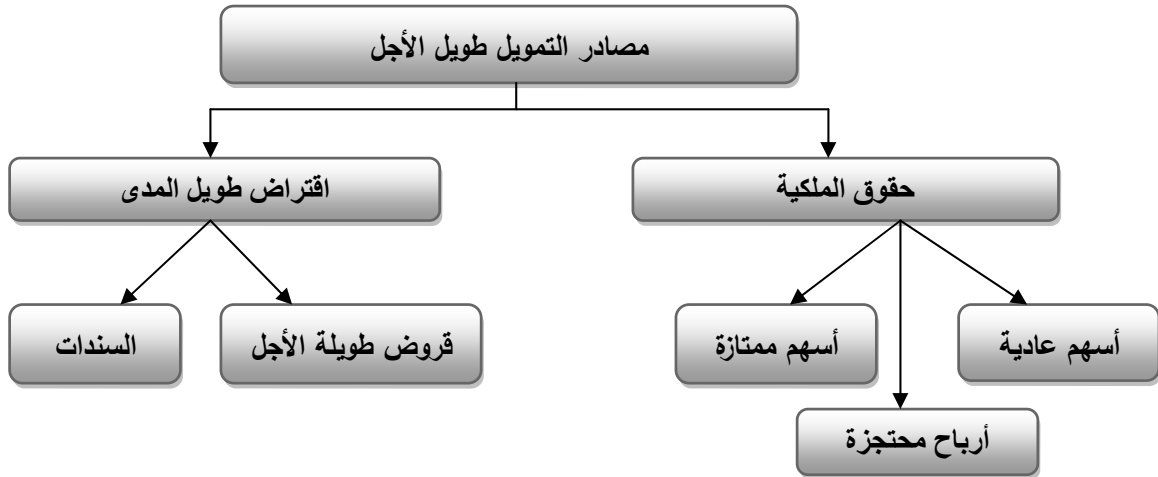 مصادر التمويل طويل الأجل
حقوق الملكية
اقتراض طويل المدى
أسهم عادية
أسهم ممتازة
قروض طويلة الأجل
السندات
أرباح محتجزة